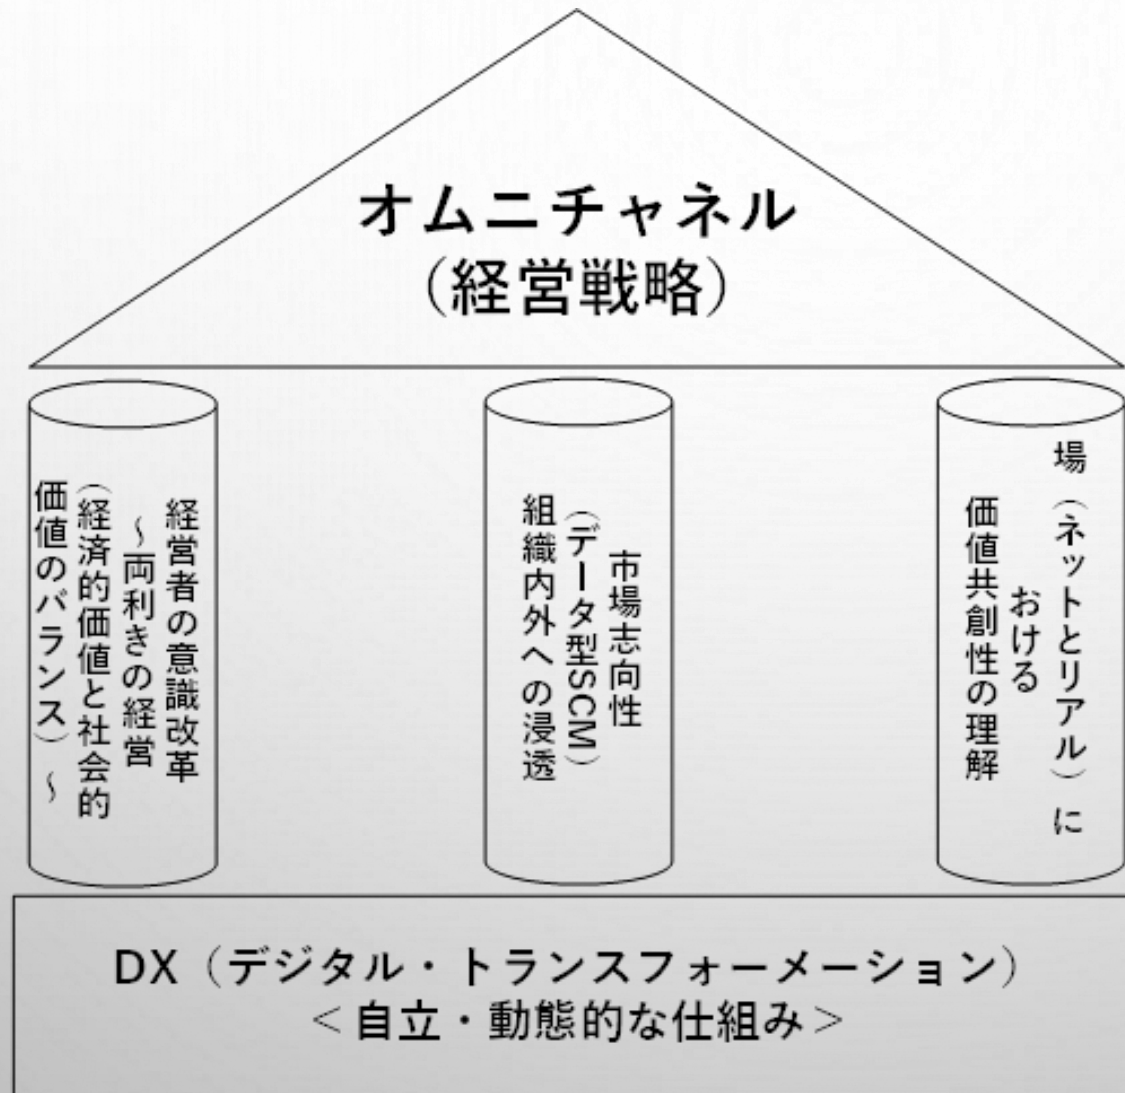 オムニチャネル
（経営戦略）
経営者の意識改革
～両利きの経営
（経済的価値と社会的
価値のバランス）～
市場志向性
（データ型SCM）
組織内外への浸透
場（ネットとリアル）に
おける
価値共創性の理解
DX（デジタル・トランスフォーメーション）
＜自立・動態的な仕組み＞